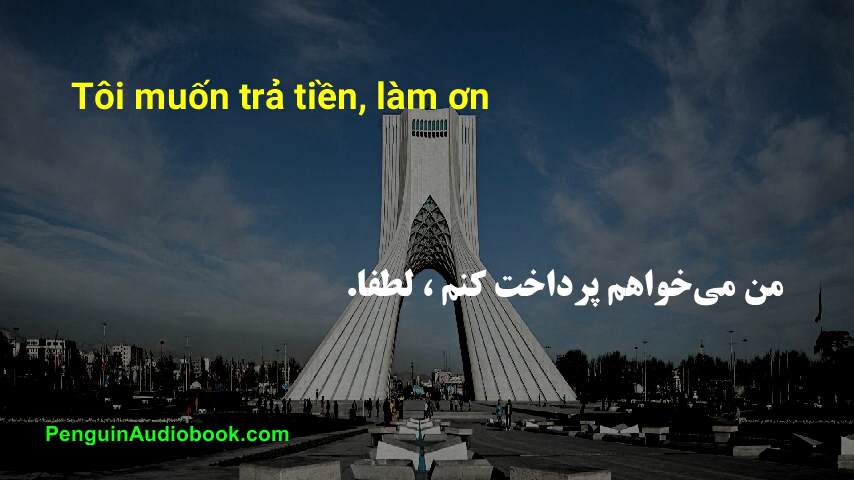 Tôi muốn trả tiền, làm ơn
من می‌خواهم پرداخت کنم ، لطفا.
PenguinAudiobook.com